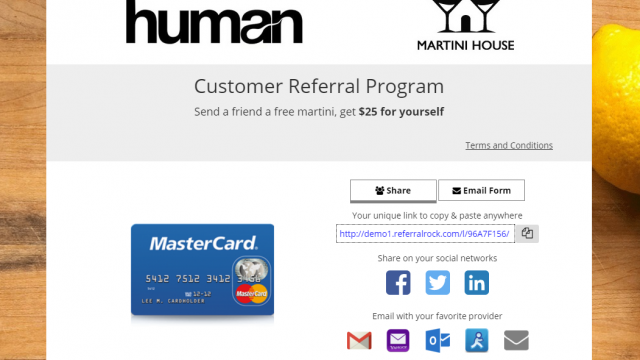 human
MARTINI HOUSE
Customer Referral Program
Send a friend a free martini, get $25 for yourself
Terms and Conditions
Share
Email Form
Your unique link to copy & paste anywhere
http://demo1.referralrock.com/l/96A7F156/
MasterCard
5412 7512 3412 3456
12-12
LEE M. CARDHOLDER
MasterCard
Share on your social networks
Email with your favorite provider